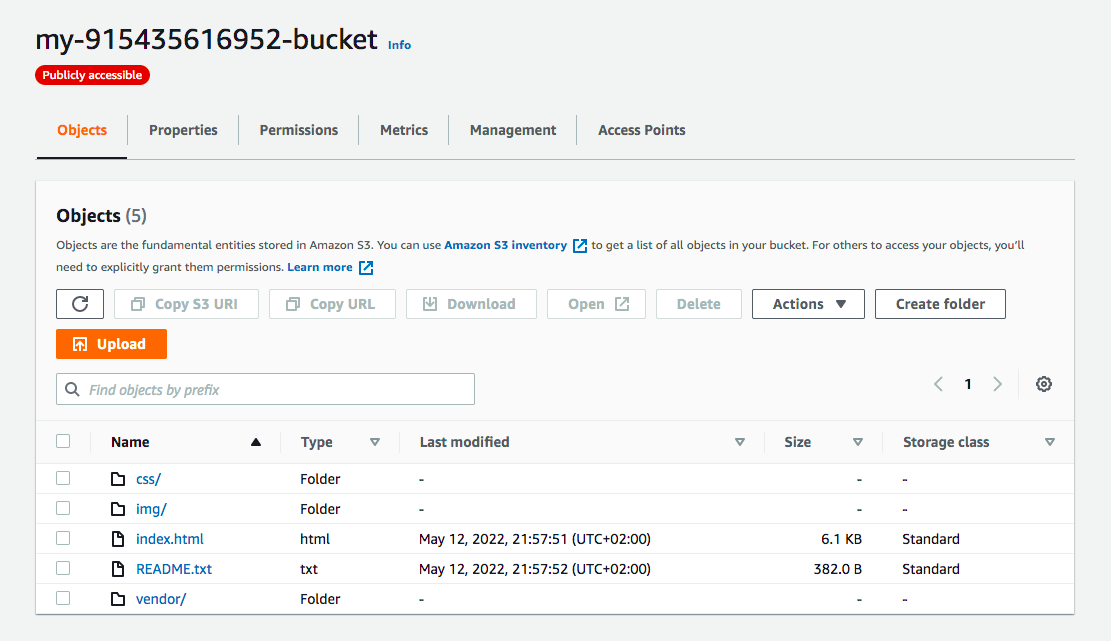 my-915435616952-bucket Info
Publicly accessible
Objects Properties Permissions Metrics Management Access Points
Objects (5)
Objects are the fundamental entities stored in Amazon S3. You can use Amazon S3 inventory to get a list of all objects in your bucket. For others to access your objects, you'll
need to explicitly grant them permissions. Learn more
Copy S3 URI Copy URL Download Open Delete Actions Create folder
Upload
Find objects by prefix 1
Name Type Last modified Size Storage class
css/ Folder - - -
img/ Folder - - -
index.html html May 12, 2022, 21:57:51 (UTC+02:00) 6.1 KB Standard
README.txt txt May 12, 2022, 21:57:52 (UTC+02:00) 382.0 B Standard
vendor/ Folder - - -